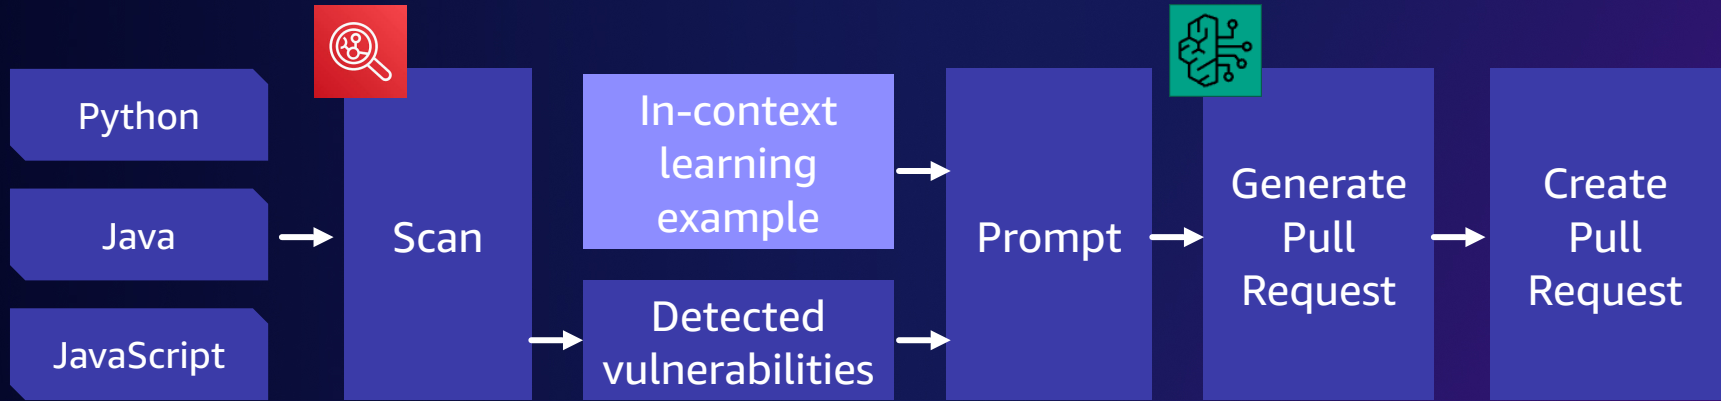 Python
Java
JavaScript
Scan
In-context
learning
example
Detected
vulnerabilities
Prompt
Generate
Pull
Request
Create
Pull
Request